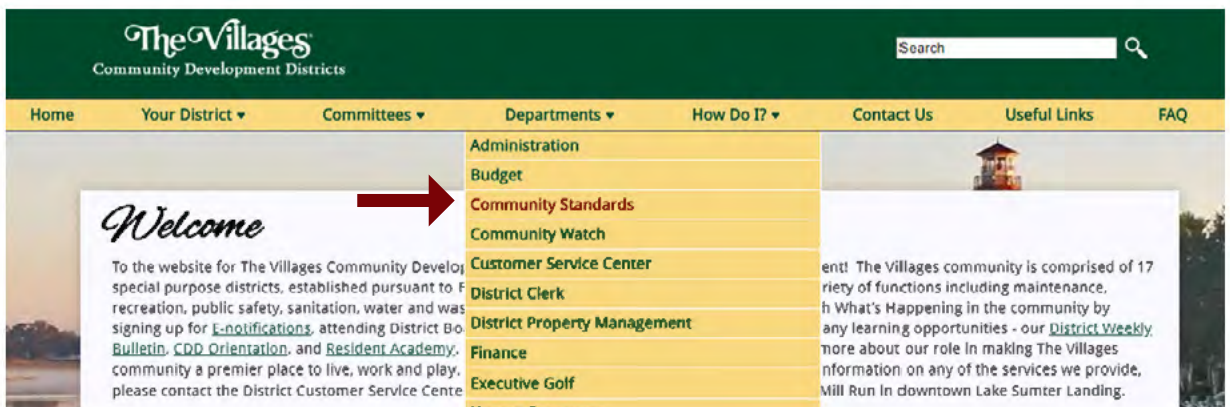 The Villages
Community Development Districts
Search
Home Your District ▾ Committees ▾ Departments ▾ How Do I? ▾ Contact Us Useful Links FAQ
Administration
Budget
Community Standards
Community Watch
Customer Service Center
District Clerk
District Property Management
Finance
Executive Golf
Welcome
To the website for The Villages Community Develop ent! The Villages community is comprised of 17
special purpose districts, established pursuant to F riety of functions including maintenance,
recreation, public safety, sanitation, water and was h What's Happening in the community by
signing up for E-notifications, attending District Bo any learning opportunities - our District Weekly
Bulletin, CDD Orientation, and Resident Academy. more about our role in making The Villages
community a premier place to live, work and play. nformation on any of the services we provide,
please contact the District Customer Service Cente Mill Run in downtown Lake Sumter Landing.